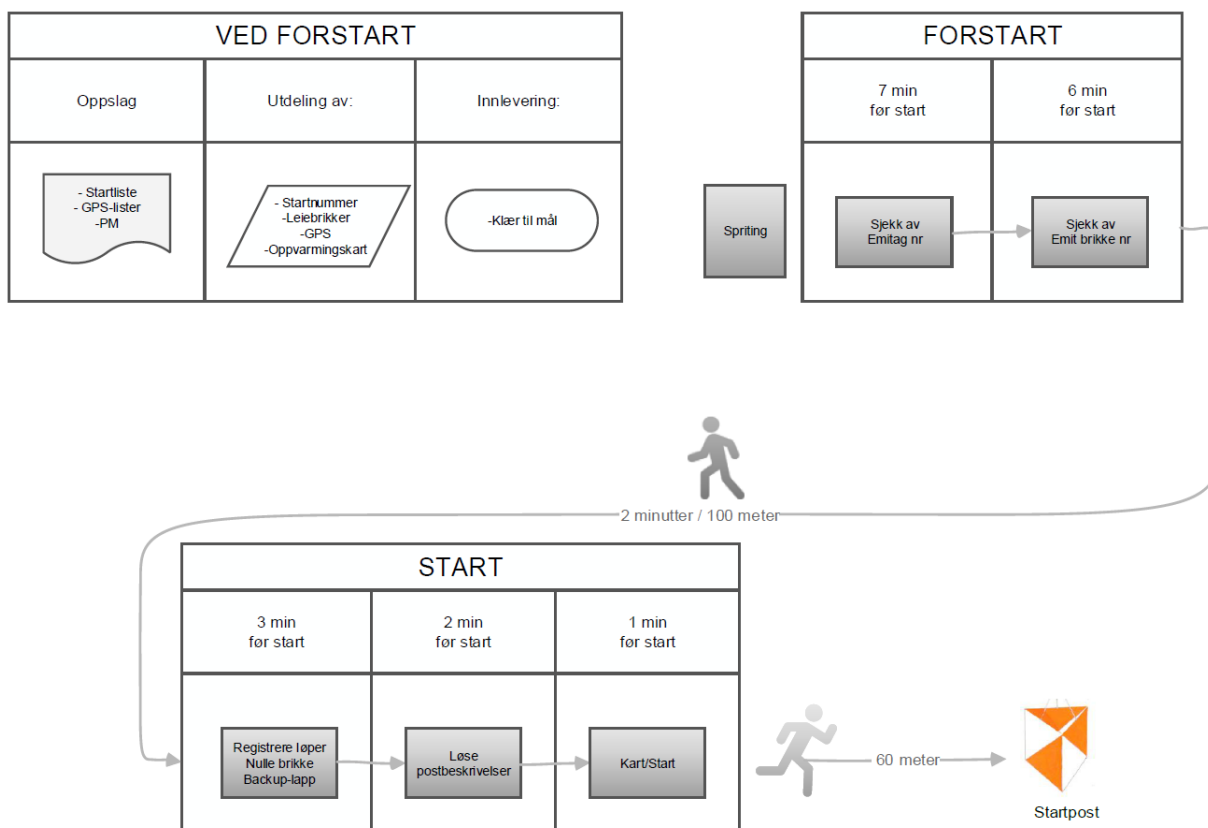 VED FORSTART
Oppslag
Utdeling av:
Innlevering:
- Startliste
- GPS-lister
-PM
- Startnummer
-Leiebrikker
-GPS
-Oppvarmingskart
-Klær til mål
Spriting
FORSTART
7 min
før start
6 min
før start
Sjekk av
Emitag nr
Sjekk av
Emit brikke nr
2 minutter / 100 meter
START
3 min
før start
2 min
før start
1 min
før start
Registrere løper
Nulle brikke
Backup-lapp
Løse
postbeskrivelser
Kart/Start
60 meter
Startpost